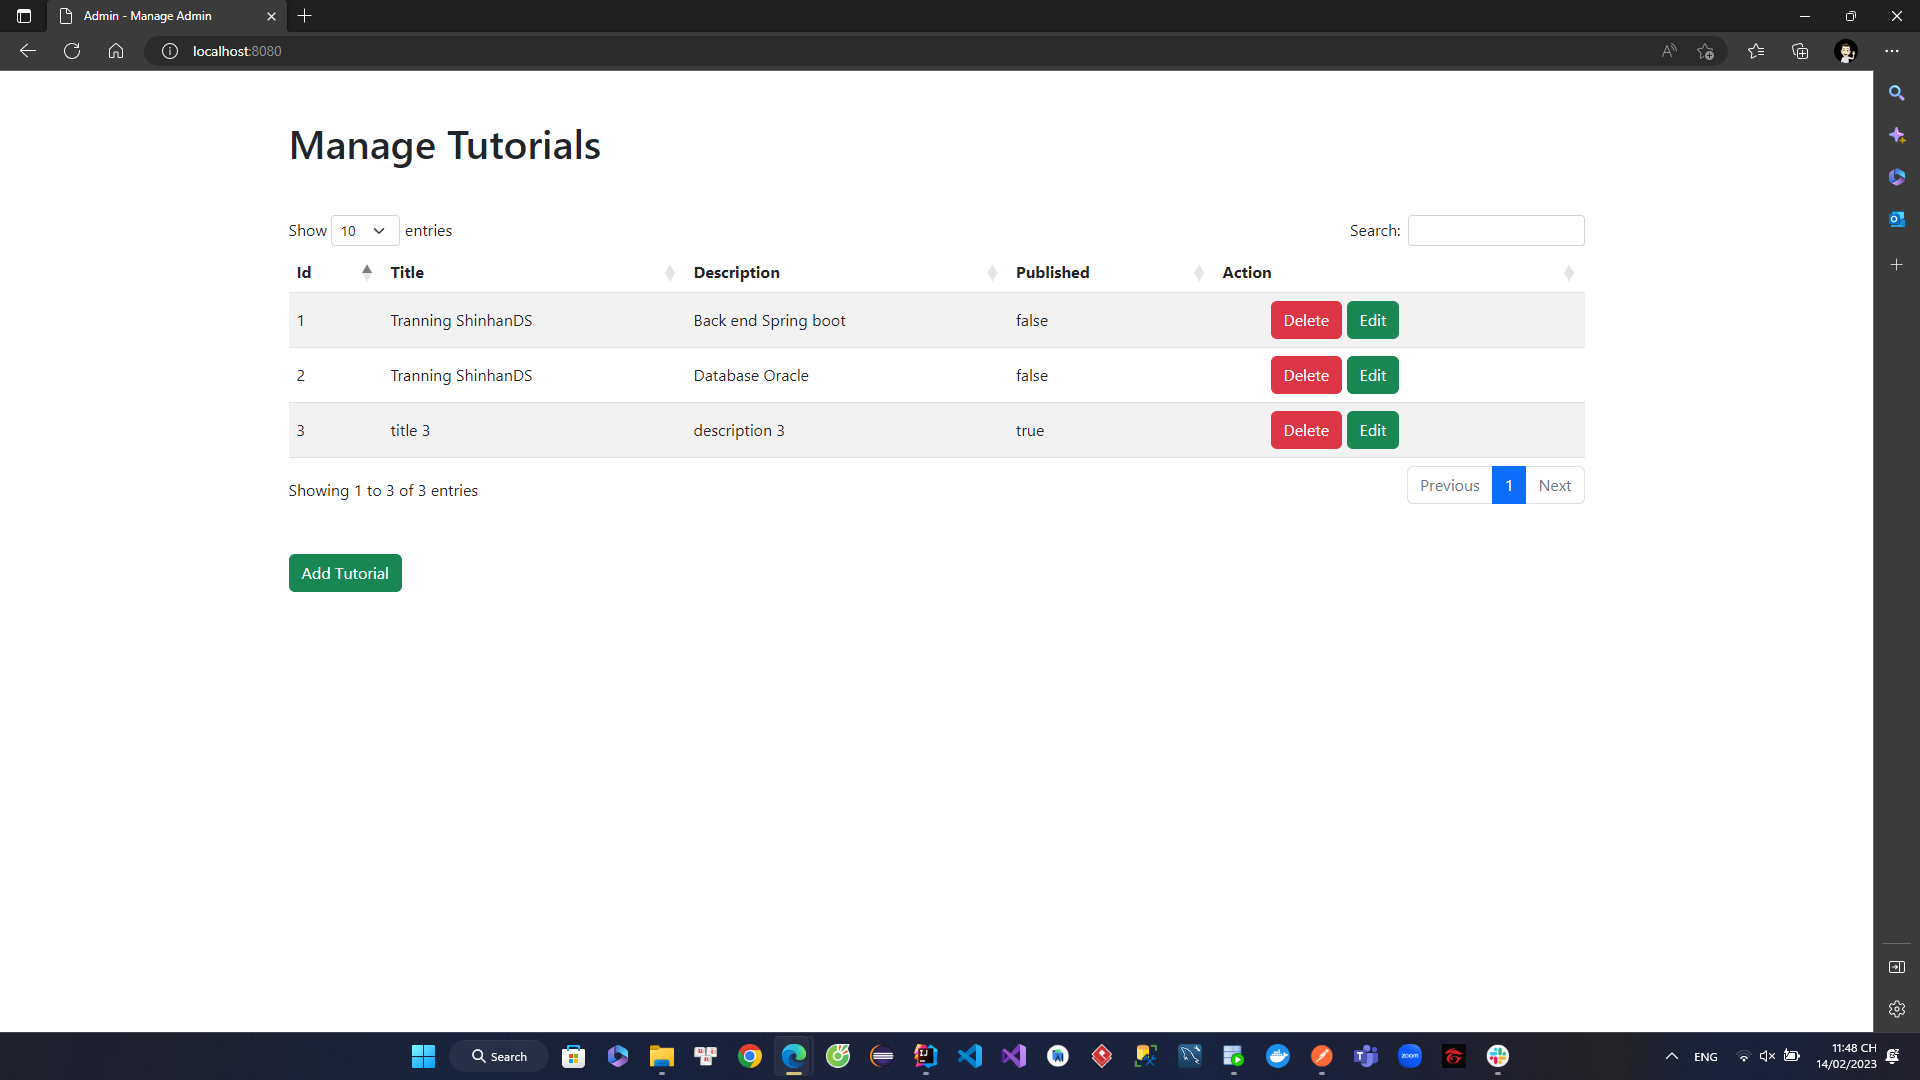 Admin - Manage Admin
localhost:8080
Manage Tutorials
Show 10 entries
Search:
Id Title Description Published Action
1 Tranning ShinhanDS Back end Spring boot false Delete Edit
2 Tranning ShinhanDS Database Oracle false Delete Edit
3 title 3 description 3 true Delete Edit
Showing 1 to 3 of 3 entries
Previous 1 Next
Add Tutorial
Search
zoom
ENG
11:48 CH
14/02/2023